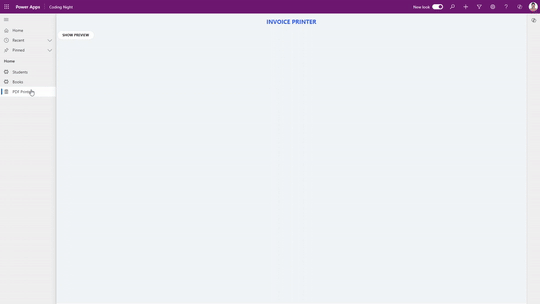 Power Apps Coding Night New look
INVOICE PRINTER
SHOW PREVIEW
Home
Recent
Pinned
Home
Students
Books
PDF Printer